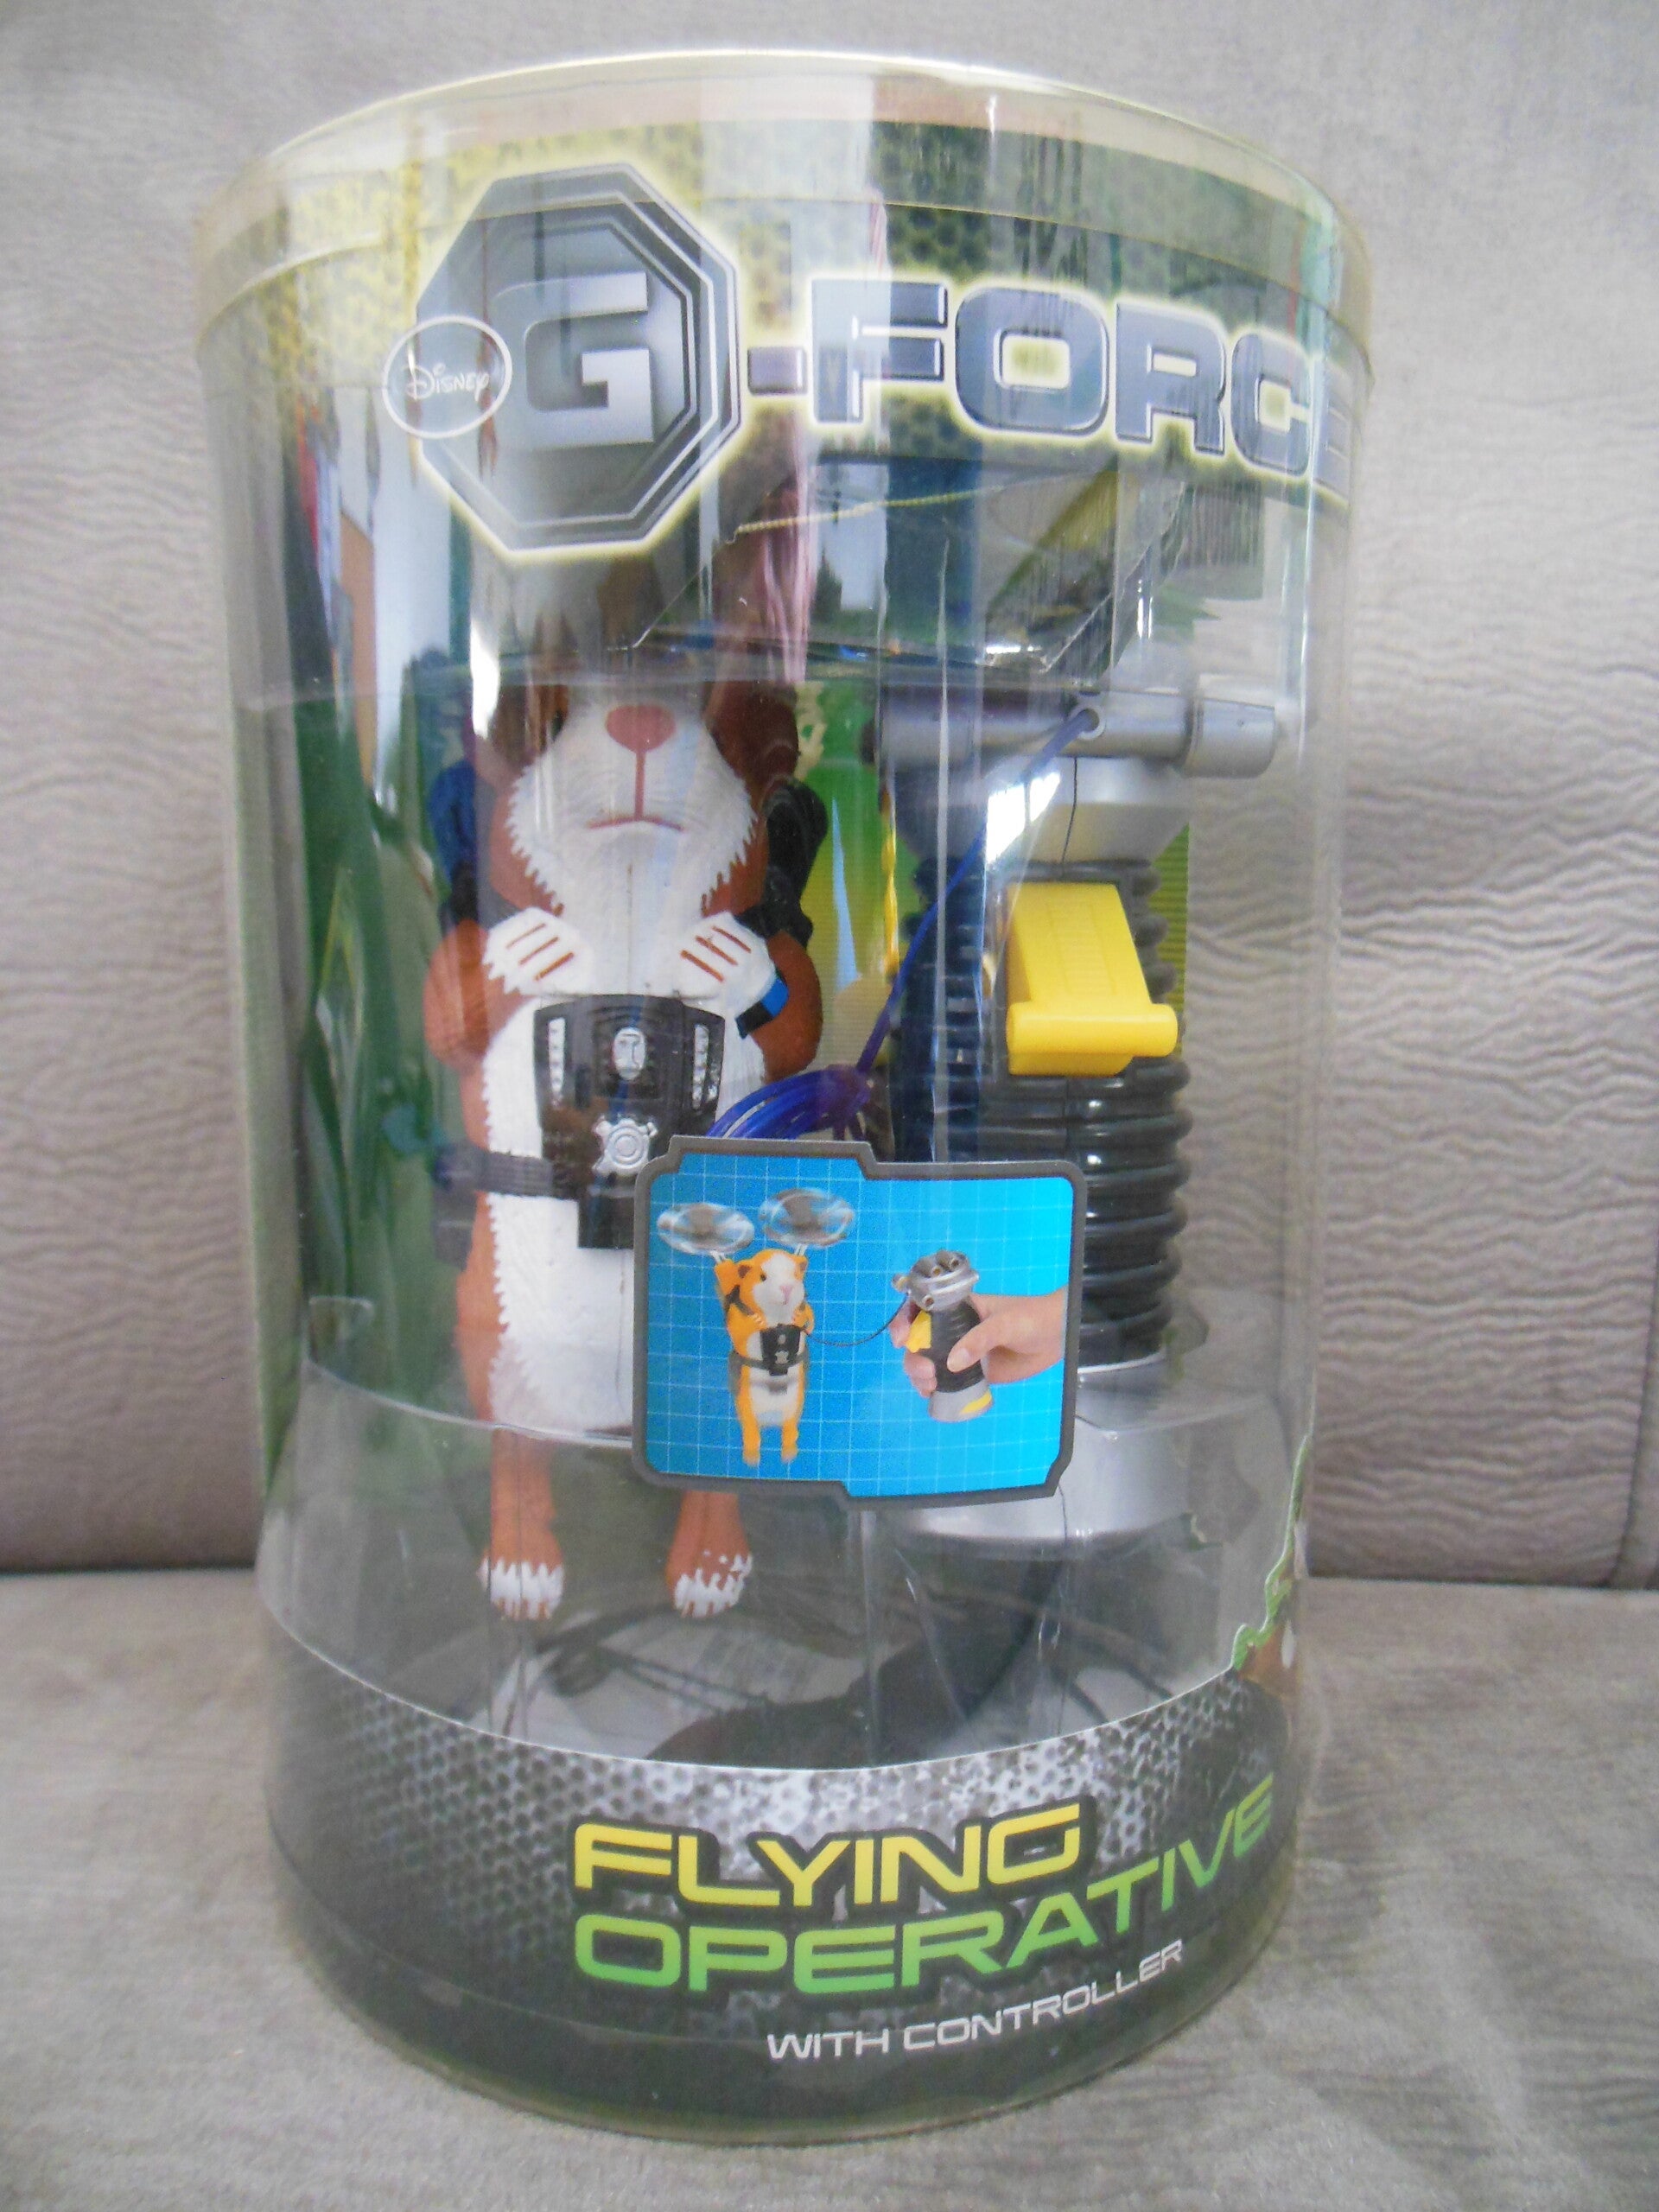 Disney
G-FORCE
FLYING
OPERATIVE
WITH CONTROLLER